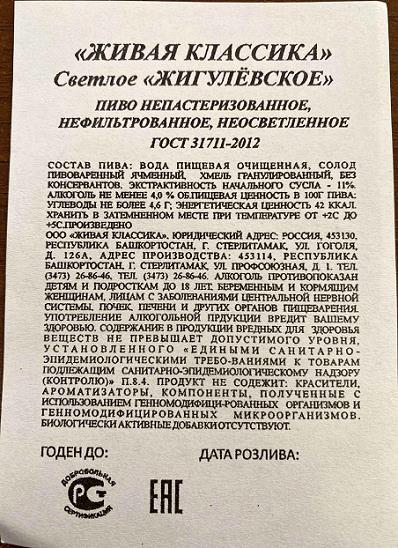 «ЖИВАЯ КЛАССИКА»
Светлое «ЖИГУЛЁВСКОЕ»
ПИВО НЕПАСТЕРИЗОВАННОЕ,
НЕФИЛЬТРОВАННОЕ, НЕОСВЕТЛЕННОЕ
ГОСТ 31711-2012
СОСТАВ ПИВА: ВОДА ПИЩЕВАЯ ОЧИЩЕННАЯ, СОЛОД
ПИВОВАРЕННЫЙ ЯЧМЕННЫЙ, ХМЕЛЬ ГРАНУЛИРОВАННЫЙ, БЕЗ
КОНСЕРВАНТОВ. ЭКСТРАКТИВНОСТЬ НАЧАЛЬНОГО СУСЛА - 11%.
АЛКОГОЛЬ НЕ МЕНЕЕ 4,0 % ОБ.ПИЩЕВАЯ ЦЕННОСТЬ В 100Г ПИВА:
УГЛЕВОДЫ НЕ БОЛЕЕ 4,6 Г; ЭНЕРГЕТИЧЕСКАЯ ЦЕННОСТЬ 42 ККАЛ.
ХРАНИТЬ В ЗАТЕМНЕННОМ МЕСТЕ ПРИ ТЕМПЕРАТУРЕ ОТ +2С ДО
+5С.ПРОИЗВЕДЕНО
ООО «ЖИВАЯ КЛАССИКА», ЮРИДИЧЕСКИЙ АДРЕС: РОССИЯ, 453130,
РЕСПУБЛИКА БАШКОРТОСТАН, Г. СТЕРЛИТАМАК, УЛ. ГОГОЛЯ,
Д. 126А, АДРЕС ПРОИЗВОДСТВА: 453114, РЕСПУБЛИКА
БАШКОРТОСТАН, Г. СТЕРЛИТАМАК, УЛ. ПРОФСОЮЗНАЯ, Д. 1. ТЕЛ.
(3473) 26-86-46, ТЕЛ. (3473) 26-86-46. АЛКОГОЛЬ ПРОТИВОПОКАЗАН
ДЕТЯМ И ПОДРОСТКАМ ДО 18 ЛЕТ, БЕРЕМЕННЫМ И КОРМЯЩИМ
ЖЕНЩИНАМ, ЛИЦАМ С ЗАБОЛЕВАНИЯМИ ЦЕНТРАЛЬНОЙ НЕРВНОЙ
СИСТЕМЫ, ПОЧЕК, ПЕЧЕНИ И ДРУГИХ ОРГАНОВ ПИЩЕВАРЕНИЯ.
УПОТРЕБЛЕНИЕ АЛКОГОЛЬНОЙ ПРДУКЦИИ ВРЕДИТ ВАШЕМУ
ЗДОРОВЬЮ. СОДЕРЖАНИЕ В ПРОДУКЦИИ ВРЕДНЫХ ДЛЯ ЗДОРОВЬЯ
ВЕЩЕСТВ НЕ ПРЕВЫШАЕТ ДОПУСТИМОГО УРОВНЯ,
УСТАНОВЛЕННОГО «ЕДИНЫМИ САНИТАРНО-
ЭПИДЕМИОЛОГИЧЕСКИМИ ТРЕБО-ВАНИЯМИ К ТОВАРАМ
ПОДЛЕЖАЩИМ САНИТАРНО-ЭПИДЕМИОЛОГИЧЕСКОМУ НАДЗОРУ
(КОНТРОЛЮ)» П.8.4. ПРОДУКТ НЕ СОДЕЖИТ: КРАСИТЕЛИ,
АРОМАТИЗАТОРЫ, КОМПОНЕНТЫ, ПОЛУЧЕННЫЕ С
ИСПОЛЬЗОВАНИЕМ ГЕННОМОДИФИЦИ-РОВАННЫХ ОРГАНИЗМОВ И
ГЕННОМОДИФИЦИРОВАННЫХ МИКРООРГАНИЗМОВ.
БИОЛОГИЧЕСКИ АКТИВНЫЕ ДОБАВКИ ОТСУТСТВУЮТ.
ГОДЕН ДО: ДАТА РОЗЛИВА:
ДОБРОВОЛЬНАЯ
СЕРТИФИКАЦИЯ
ЕАС